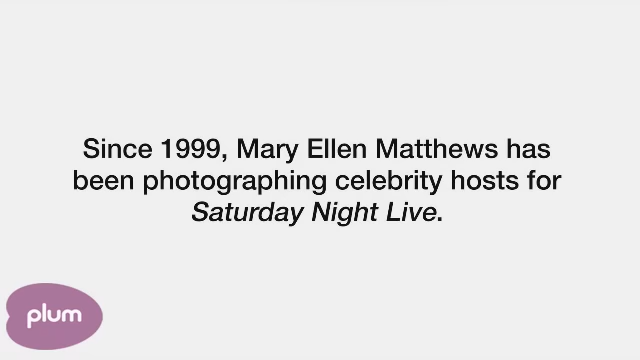 Since 1999, Mary Ellen Matthews has
been photographing celebrity hosts for
Saturday Night Live.
plum